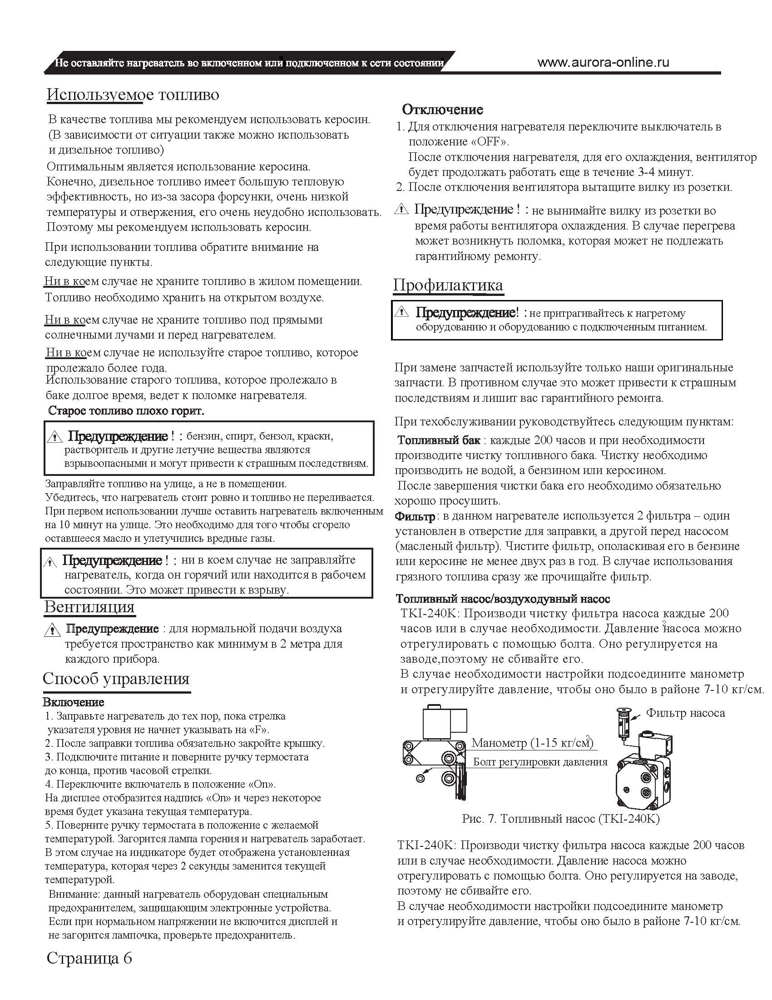 Не оставляйте нагреватель во включенном или подключенном к сети состоянии
www.aurora-online.ru
Используемое топливо
В качестве топлива мы рекомендуем использовать керосин.
(В зависимости от ситуации также можно использовать
и дизельное топливо)
Оптимальным является использование керосина.
Конечно, дизельное топливо имеет большую тепловую
эффективность, но из-за засора форсунки, очень низкой
температуры и отвержения, его очень неудобно использовать.
Поэтому мы рекомендуем использовать керосин.
При использовании топлива обратите внимание на
следующие пункты.
Ни в коем случае не храните топливо в жилом помещении.
Топливо необходимо хранить на открытом воздухе.
Ни в коем случае не храните топливо под прямыми
солнечными лучами и перед нагревателем.
Ни в коем случае не используйте старое топливо, которое
пролежало более года.
Использование старого топлива, которое пролежало в
баке долгое время, ведет к поломке нагревателя.
Старое топливо плохо горит.
Предупреждение ! : бензин, спирт, бензол, краски,
растворитель и другие летучие вещества являются
взрывоопасными и могут привести к страшным последствиям.
Заправляйте топливо на улице, а не в помещении.
Убедитесь, что нагреватель стоит ровно и топливо не переливается.
При первом использовании лучше оставить нагреватель включенным
на 10 минут на улице. Это необходимо для того чтобы сгорело
оставшееся масло и улетучились вредные газы.
Предупреждение ! : ни в коем случае не заправляйте
нагреватель, когда он горячий или находится в рабочем
состоянии. Это может привести к взрыву.
Вентиляция
Предупреждение : для нормальной подачи воздуха
требуется пространство как минимум в 2 метра для
каждого прибора.
Способ управления
Включение
1. Заправьте нагреватель до тех пор, пока стрелка
указателя уровня не начнет указывать на «F».
2. После заправки топлива обязательно закройте крышку.
3. Подключите питание и поверните ручку термостата
до конца, против часовой стрелки.
4. Переключите включатель в положение «On».
На дисплее отобразится надпись «On» и через некоторое
время будет указана текущая температура.
5. Поверните ручку термостата в положение с желаемой
температурой. Загорится лампа горения и нагреватель заработает.
В этом случае на индикаторе будет отображена установленная
температура, которая через 2 секунды заменится текущей
температурой.
Внимание: данный нагреватель оборудован специальным
предохранителем, защищающим электронные устройства.
Если при нормальном напряжении не включится дисплей и
не загорится лампочка, проверьте предохранитель.
Страница 6
Отключение
1. Для отключения нагревателя переключите выключатель в
положение «OFF».
После отключения нагревателя, для его охлаждения, вентилятор
будет продолжать работать еще в течение 3-4 минут.
2. После отключения вентилятора вытащите вилку из розетки.
Предупреждение ! : не вынимайте вилку из розетки во
время работы вентилятора охлаждения. В случае перегрева
может возникнуть поломка, которая может не подлежать
гарантийному ремонту.
Профилактика
Предупреждение! : не притрагивайтесь к нагретому
оборудованию и оборудованию с подключенным питанием.
При замене запчастей используйте только наши оригинальные
запчасти. В противном случае это может привести к страшным
последствиям и лишит вас гарантийного ремонта.
При техобслуживании руководствуйтесь следующим пунктам:
Топливный бак : каждые 200 часов и при необходимости
производите чистку топливного бака. Чистку необходимо
производить не водой, а бензином или керосином.
После завершения чистки бака его необходимо обязательно
хорошо просушить.
Фильтр : в данном нагревателе используется 2 фильтра – один
установлен в отверстие для заправки, а другой перед насосом
(масленый фильтр). Чистите фильтр, ополаскивая его в бензине
или керосине не менее двух раз в год. В случае использования
грязного топлива сразу же прочищайте фильтр.
Топливный насос/воздуходувный насос
TKI-240K: Производи чистку фильтра насоса каждые 200
часов или в случае необходимости. Давление 2насоса можно
отрегулировать с помощью болта. Оно регулируется на
заводе,поэтому не сбивайте его.
В случае необходимости настройки подсоедините манометр
и отрегулируйте давление, чтобы оно было в районе 7-10 кг/см.
Фильтр насоса
Манометр (1-15 кг/см²)
Болт регулировки давления
Рис. 7. Топливный насос (TKI-240K)
TKI-240K: Производи чистку фильтра насоса каждые 200 часов
или в случае необходимости. Давление насоса можно
отрегулировать с помощью болта. Оно регулируется на заводе,
поэтому не сбивайте его.
В случае необходимости настройки подсоедините манометр
и отрегулируйте давление, чтобы оно было в районе 7-10 кг/см.